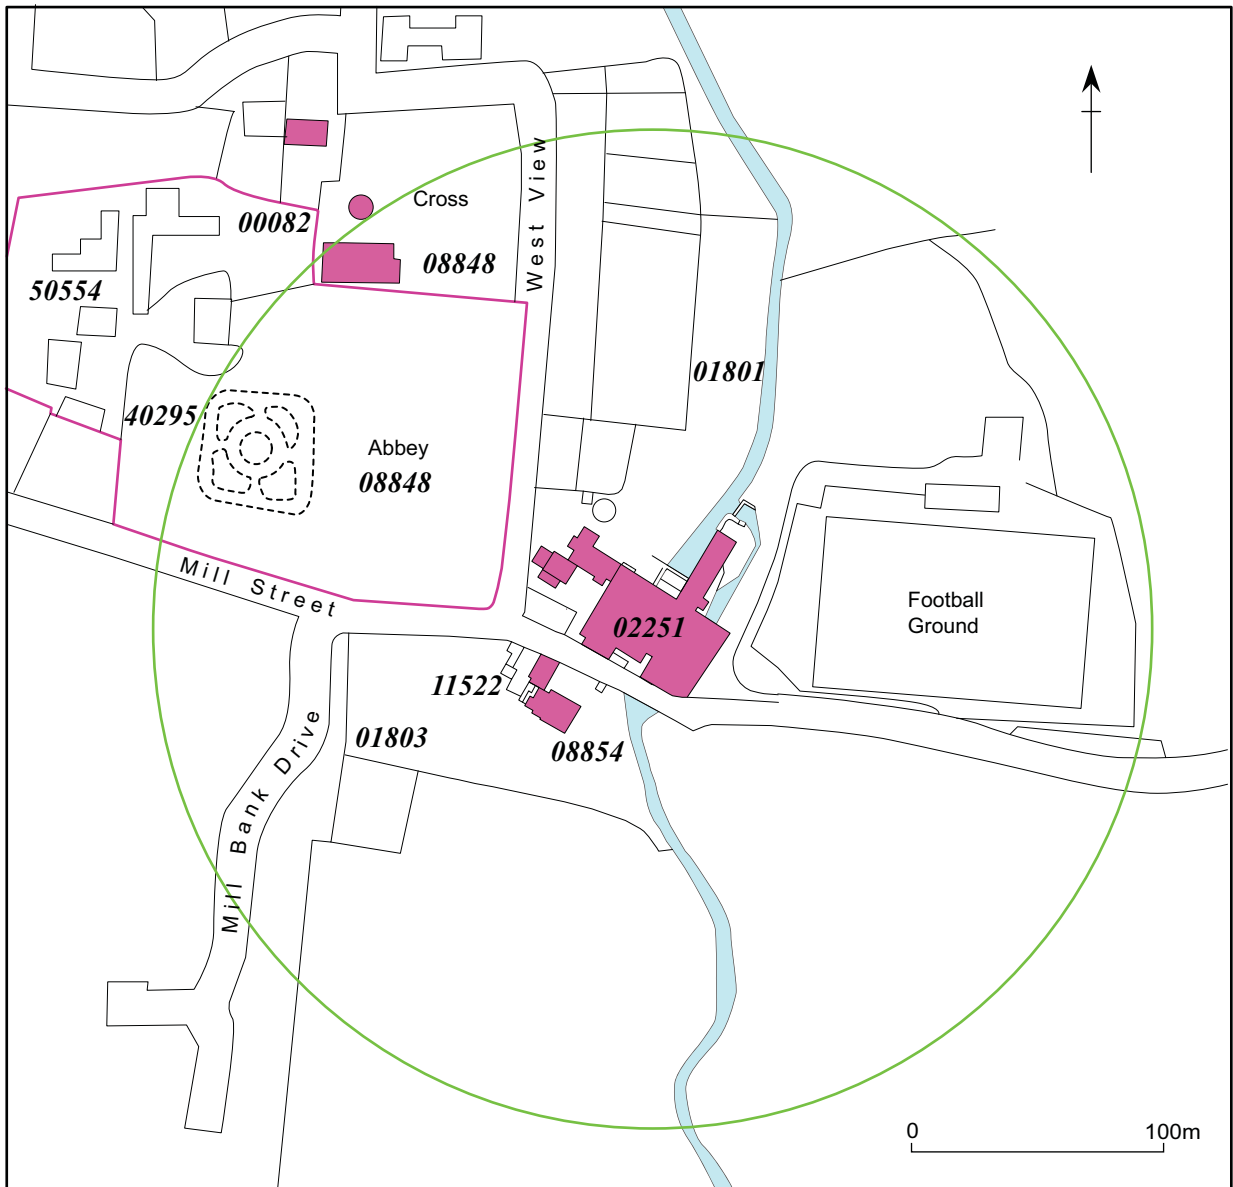 West View
Cross
00082
08848
50554
01801
40295
Abbey
08848
Mill Street
Football
Ground
02251
11522
01803
08854
Mill Bank Drive
0 100m